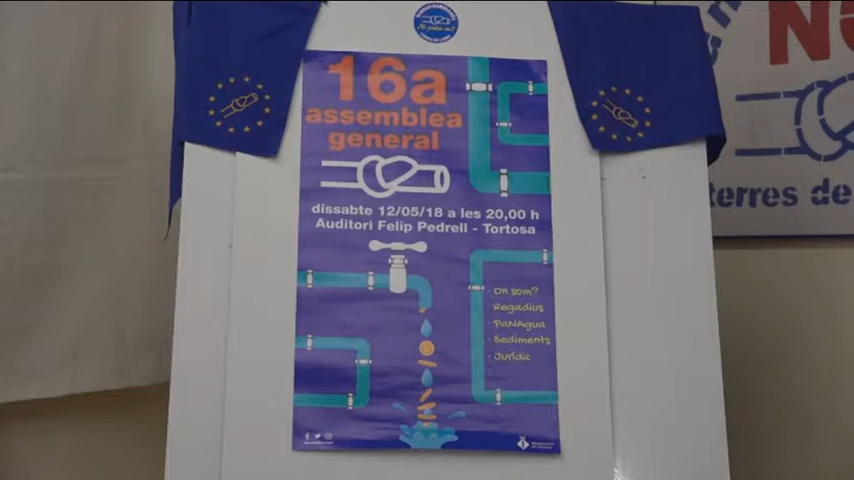 16a
assemblea
general
dissabte 12/05/18 a les 20,00 h
Auditori Felip Pedrell - Tortosa
- On som?
- Regadius
- PaNAgua
- Sediments
- Jurídic
terres de